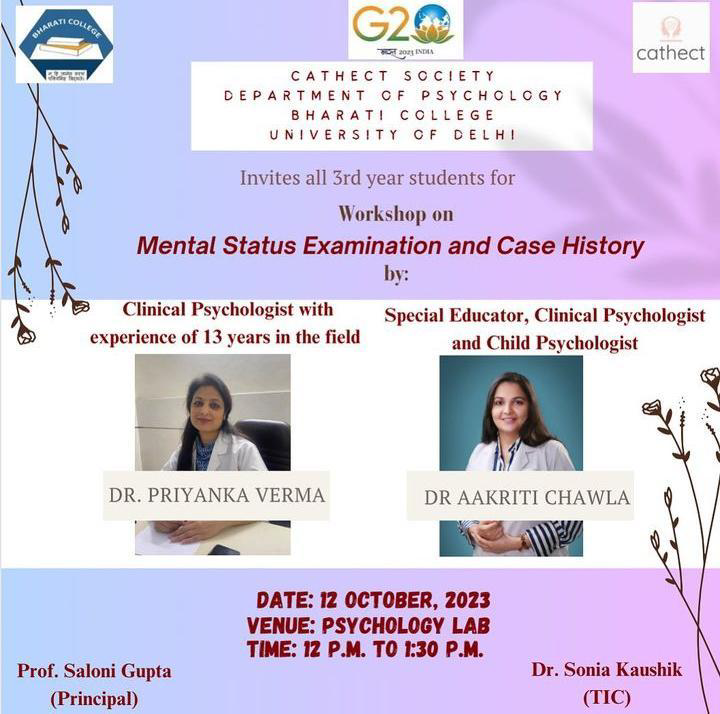 BHARATI COLLEGE
G20
भारत 2023 INDIA
cathect
CATHECT SOCIETY
DEPARTMENT OF PSYCHOLOGY
BHARATI COLLEGE
UNIVERSITY OF DELHI
Invites all 3rd year students for
Workshop on
Mental Status Examination and Case History
by:
Clinical Psychologist with
experience of 13 years in the field
Special Educator, Clinical Psychologist
and Child Psychologist
DR. PRIYANKA VERMA
DR AAKRITI CHAWLA
DATE: 12 OCTOBER, 2023
VENUE: PSYCHOLOGY LAB
TIME: 12 P.M. TO 1:30 P.M.
Prof. Saloni Gupta
(Principal)
Dr. Sonia Kaushik
(TIC)